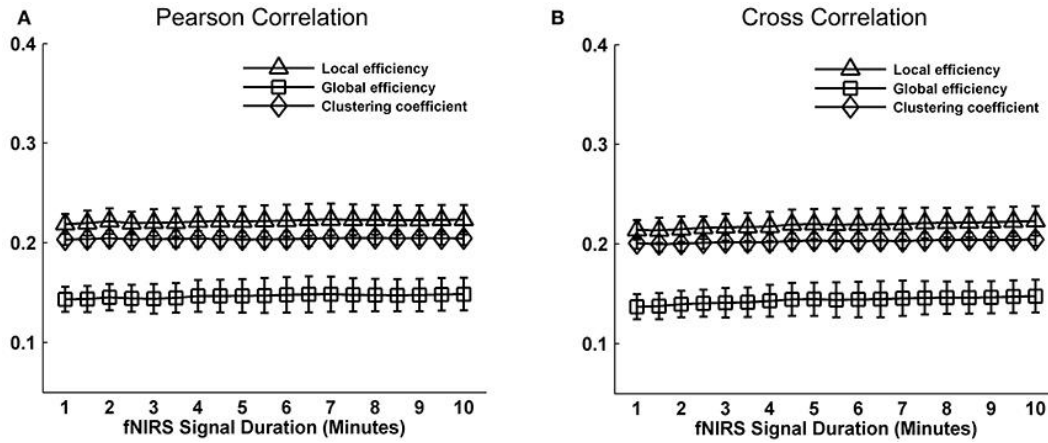 A
Pearson Correlation
0.4
0.3
0.2
0.1
Local efficiency
Global efficiency
Clustering coefficient
1 2 3 4 5 6 7 8 9 10
fNIRS Signal Duration (Minutes)
B
Cross Correlation
0.4
0.3
0.2
0.1
Local efficiency
Global efficiency
Clustering coefficient
1 2 3 4 5 6 7 8 9 10
fNIRS Signal Duration (Minutes)